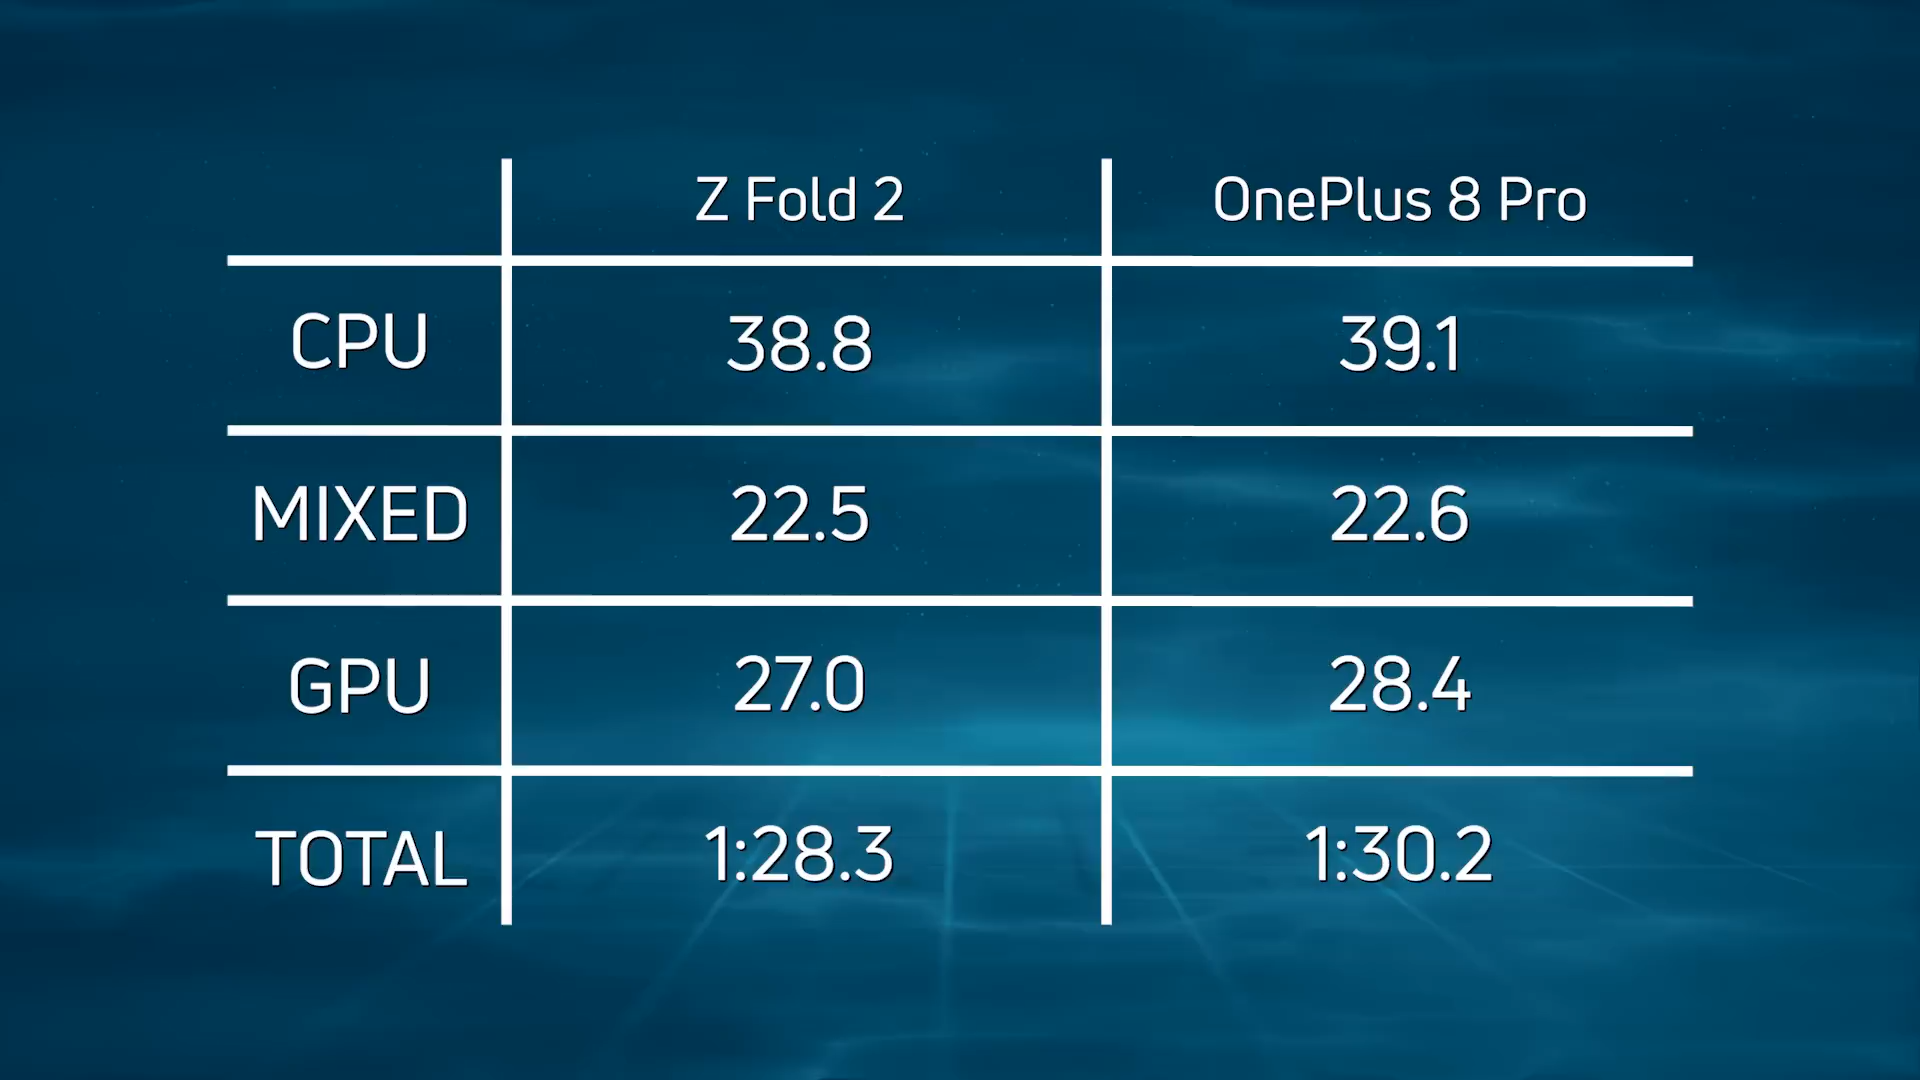 Z Fold 2 OnePlus 8 Pro
CPU 38.8 39.1
MIXED 22.5 22.6
GPU 27.0 28.4
TOTAL 1:28.3 1:30.2